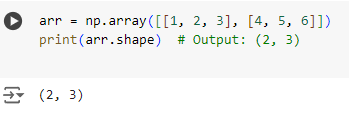 arr = np.array([[1, 2, 3], [4, 5, 6]])
print(arr.shape)  # Output: (2, 3)
(2, 3)